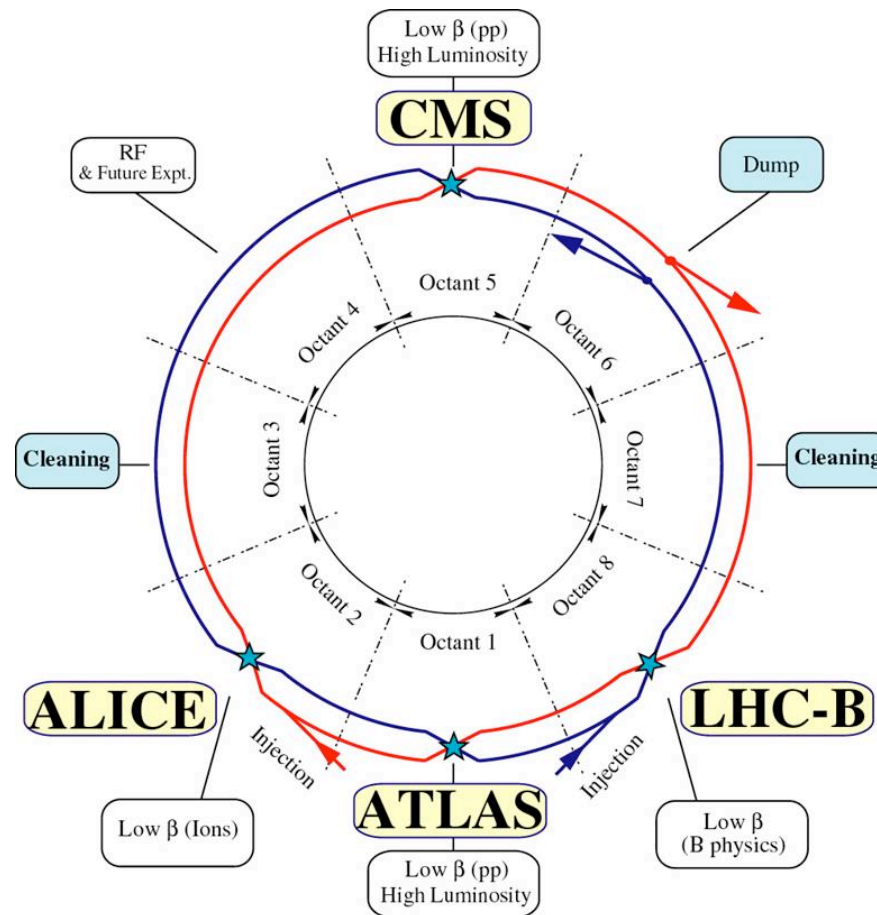 Low β (pp)
High Luminosity
CMS
RF
& Future Expt.
Dump
Octant 5
Octant 4
Octant 6
Cleaning
Octant 3
Octant 7
Cleaning
Octant 2
Octant 8
Octant 1
ALICE
LHC-B
Injection
Injection
ATLAS
Low β (Ions)
Low β
(B physics)
Low β (pp)
High Luminosity